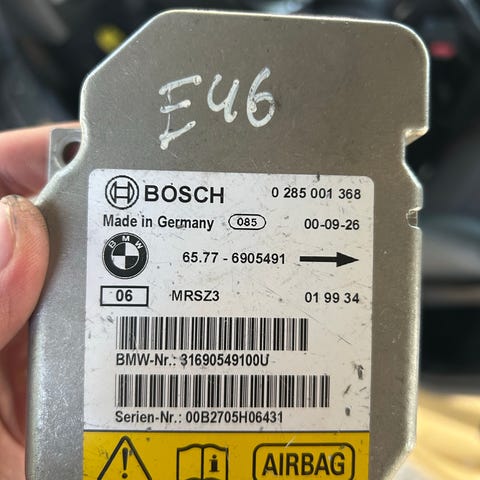 E46
BOSCH 0 285 001 368
Made in Germany 085 00-09-26
BMW 65.77 - 6905491
06 MRSZ3 01 99 34
BMW-Nr.: 31690549100U
Serien-Nr.: 00B2705H06431
AIRBAG